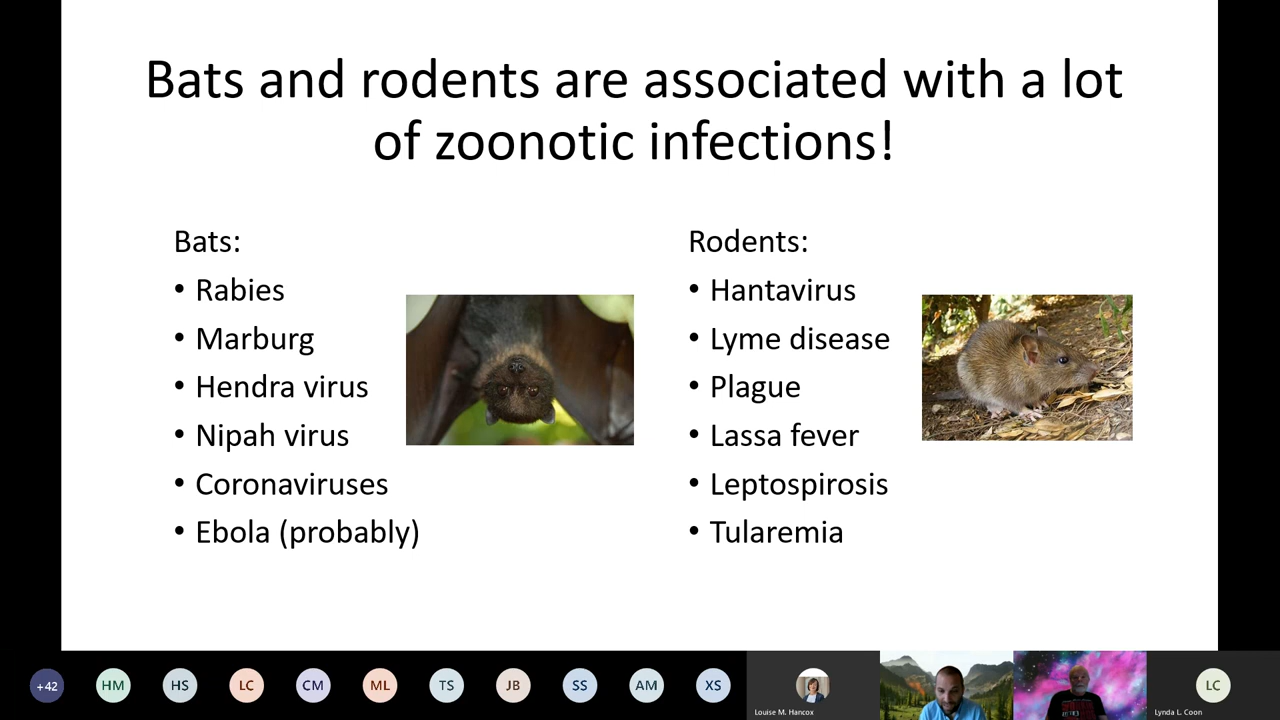 Bats and rodents are associated with a lot
of zoonotic infections!
Bats:
• Rabies
• Marburg
• Hendra virus
• Nipah virus
• Coronaviruses
• Ebola (probably)
Rodents:
• Hantavirus
• Lyme disease
• Plague
• Lassa fever
• Leptospirosis
• Tularemia
+42
HM
HS
LC
CM
ML
TS
JB
SS
AM
XS
Louise M. Hancox
LC
Lynda L. Coon